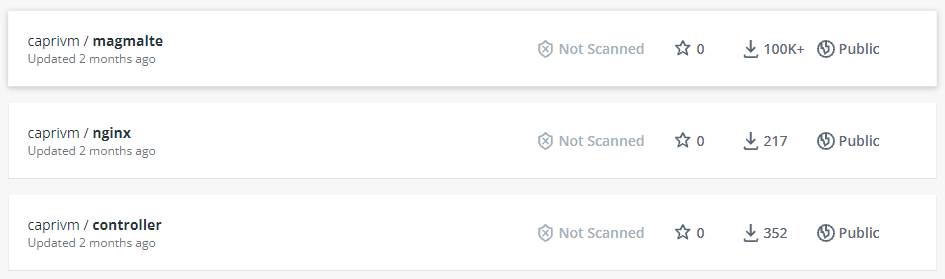 caprivm / magmalte Not Scanned 0 100K+ Public
Updated 2 months ago
caprivm / nginx Not Scanned 0 217 Public
Updated 2 months ago
caprivm / controller Not Scanned 0 352 Public
Updated 2 months ago